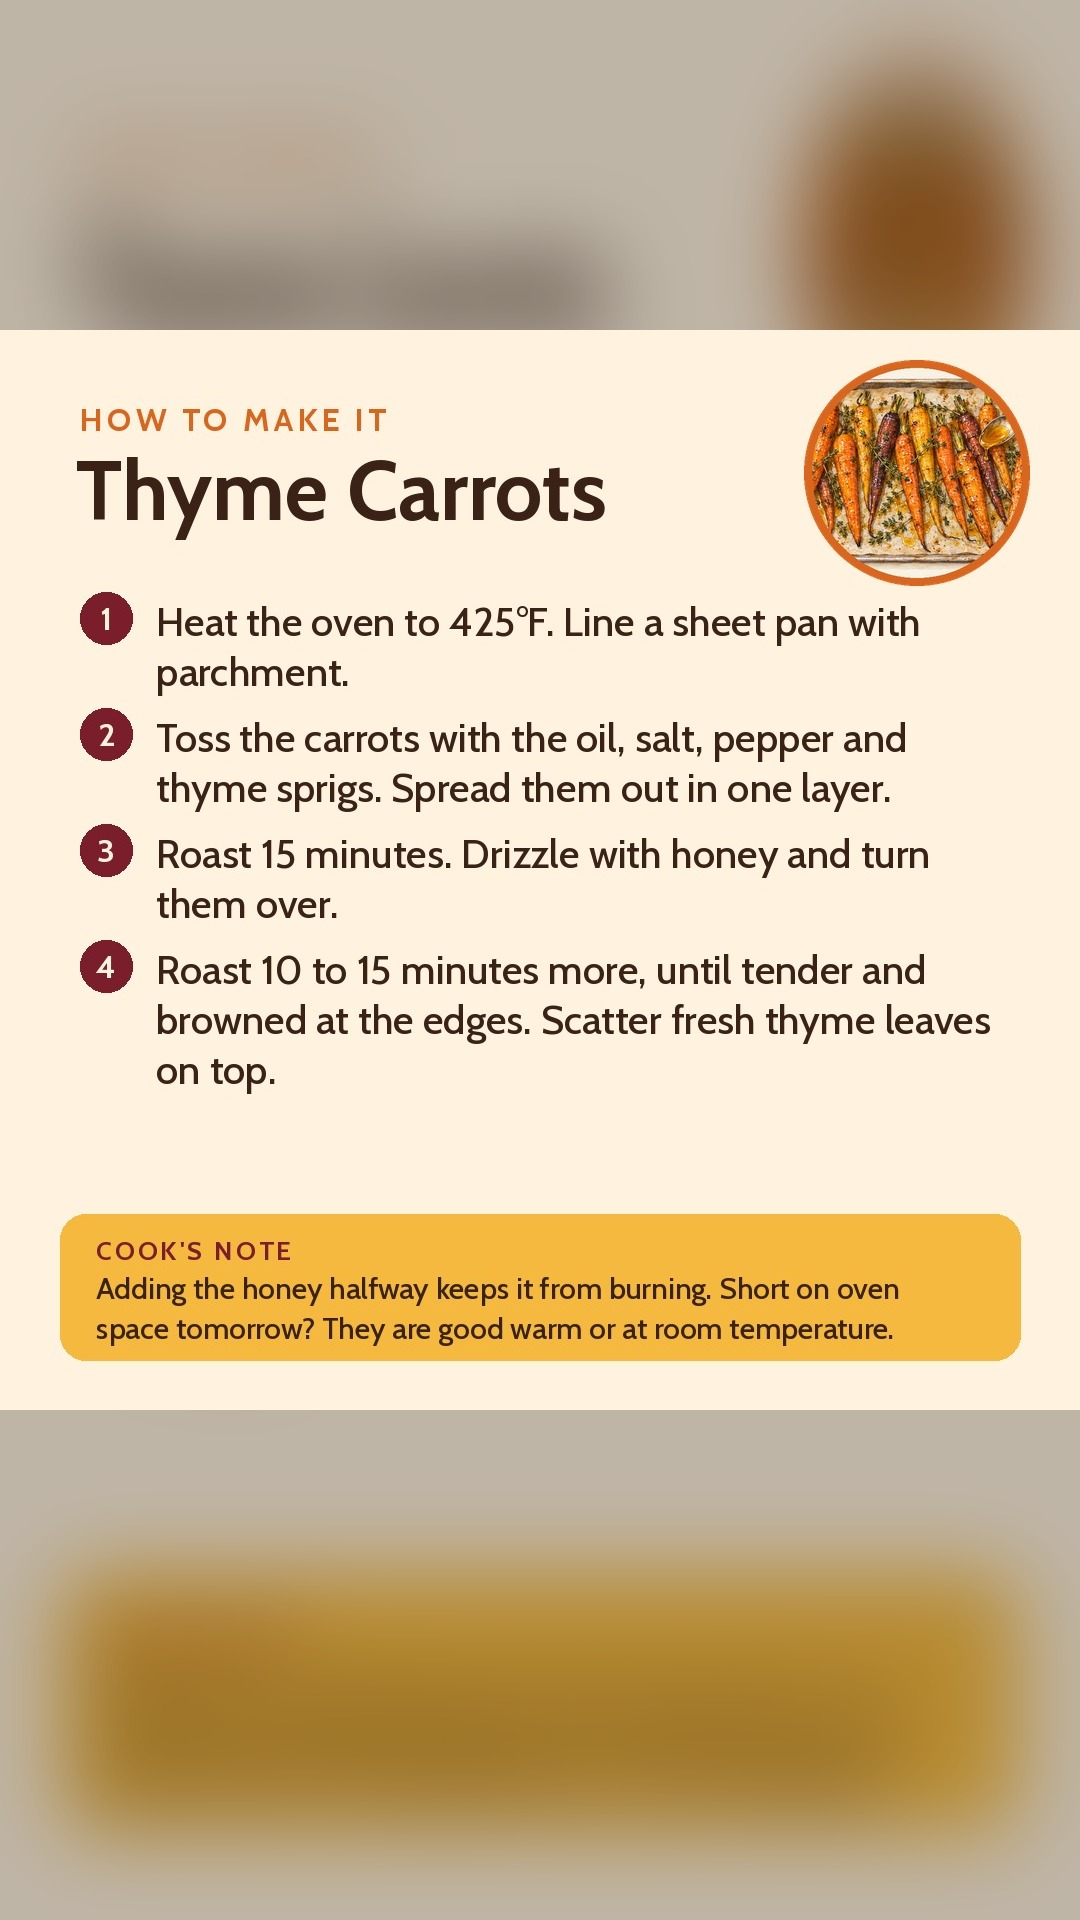 HOW TO MAKE IT
Thyme Carrots
1 Heat the oven to 425°F. Line a sheet pan with
parchment.
2 Toss the carrots with the oil, salt, pepper and
thyme sprigs. Spread them out in one layer.
3 Roast 15 minutes. Drizzle with honey and turn
them over.
4 Roast 10 to 15 minutes more, until tender and
browned at the edges. Scatter fresh thyme leaves
on top.
COOK'S NOTE
Adding the honey halfway keeps it from burning. Short on oven
space tomorrow? They are good warm or at room temperature.